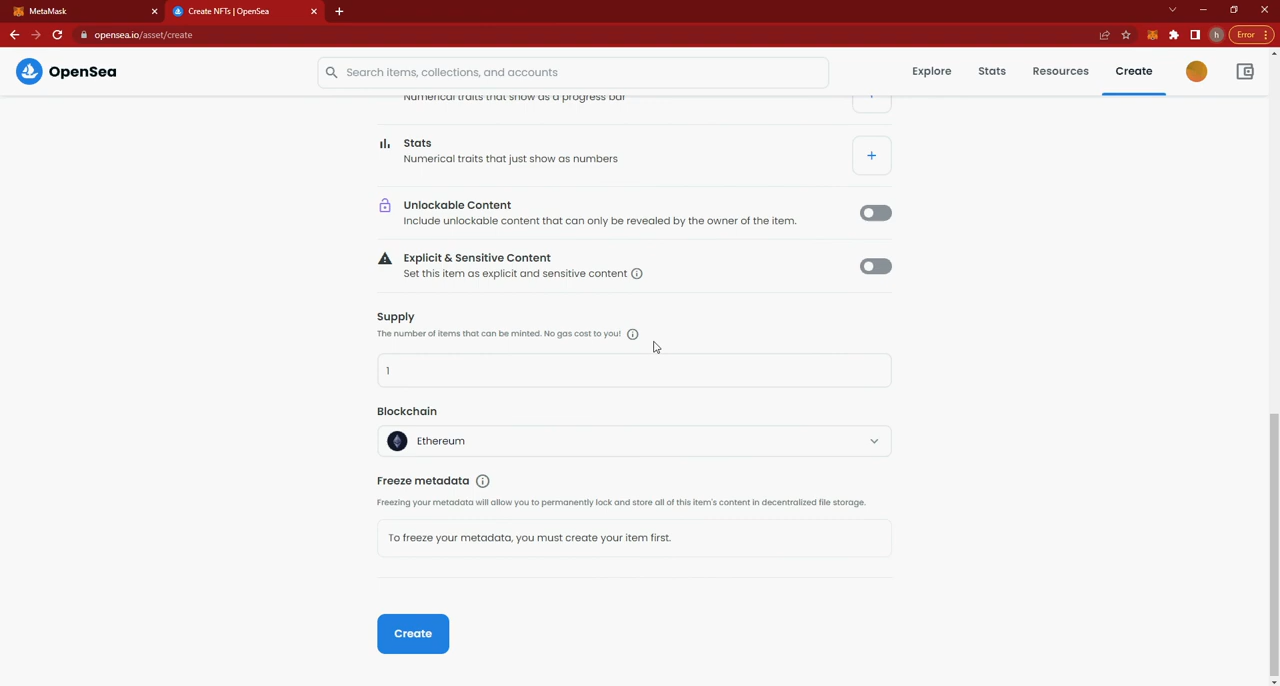 MetaMask
Create NFTs | OpenSea
opensea.io/asset/create
h
Error
OpenSea
Search items, collections, and accounts
Explore
Stats
Resources
Create
Numerical traits that show as a progress bar
Stats
Numerical traits that just show as numbers
Unlockable Content
Include unlockable content that can only be revealed by the owner of the item.
Explicit & Sensitive Content
Set this item as explicit and sensitive content
Supply
The number of items that can be minted. No gas cost to you!
1
Blockchain
Ethereum
Freeze metadata
Freezing your metadata will allow you to permanently lock and store all of this item's content in decentralized file storage.
To freeze your metadata, you must create your item first.
Create